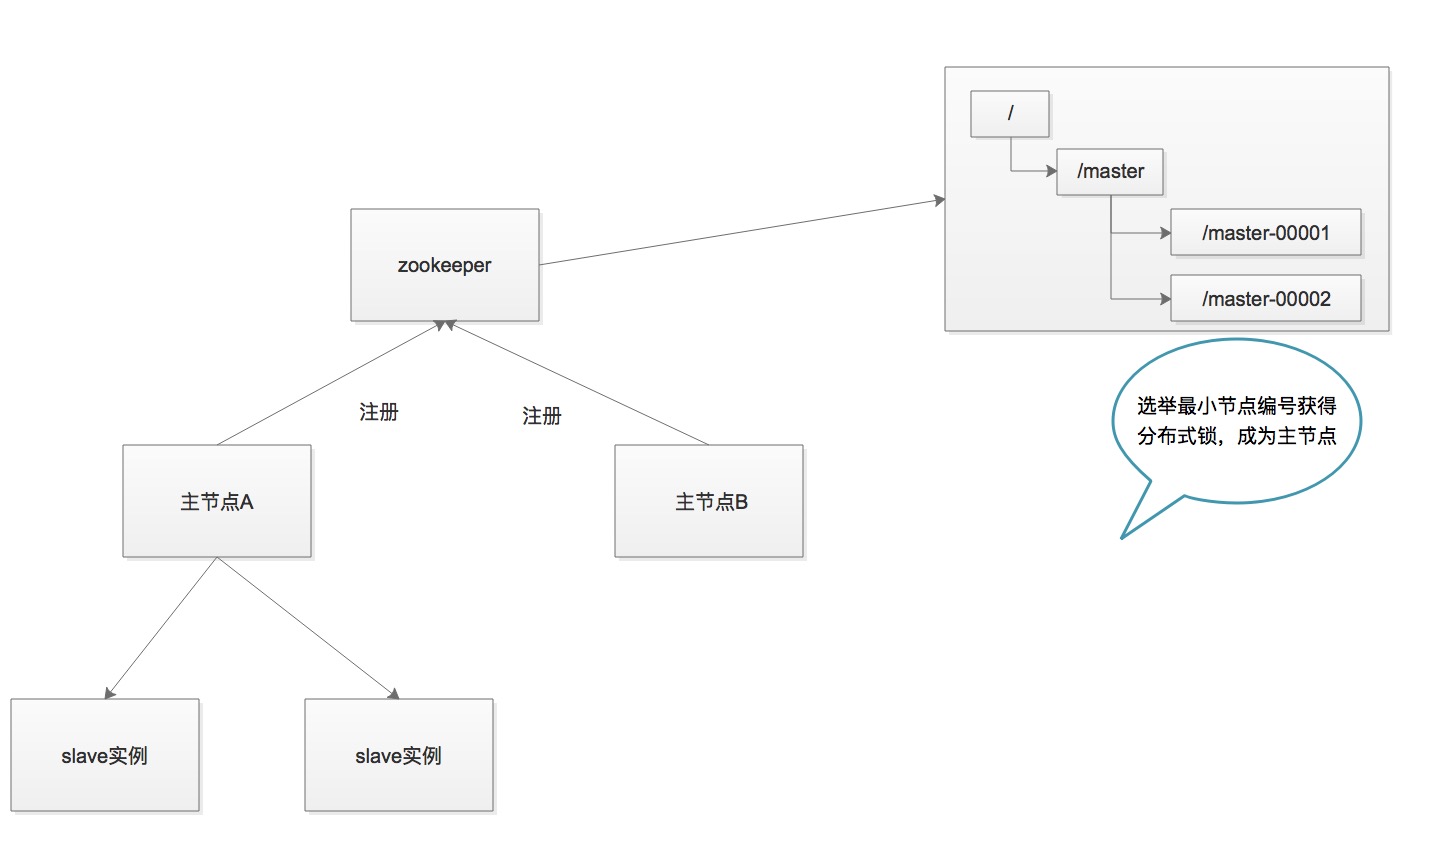 /
/master
/master-00001
/master-00002
zookeeper
选举最小节点编号获得
分布式锁，成为主节点
注册
注册
主节点A
主节点B
slave实例
slave实例